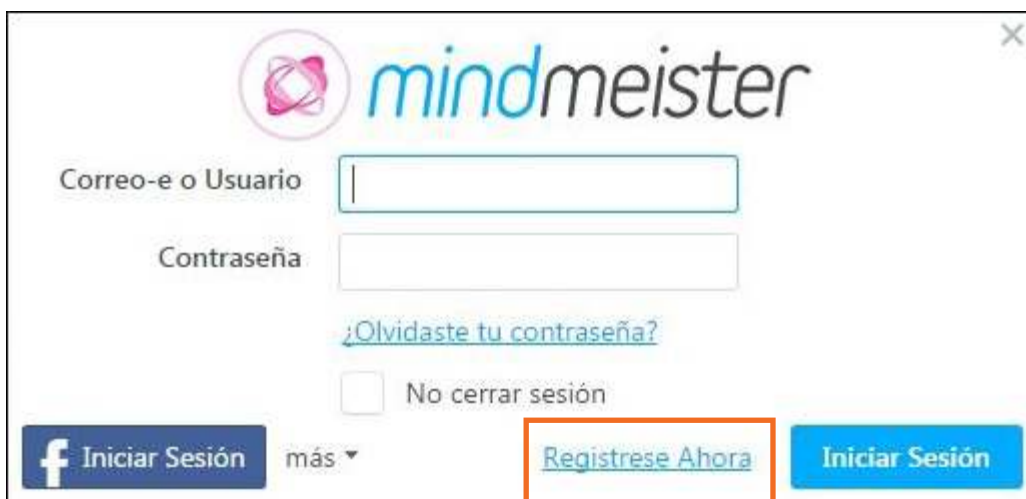 mindmeister
Correo-e o Usuario
Contraseña
¿Olvidaste tu contraseña?
No cerrar sesión
f Iniciar Sesión más Registrese Ahora Iniciar Sesión